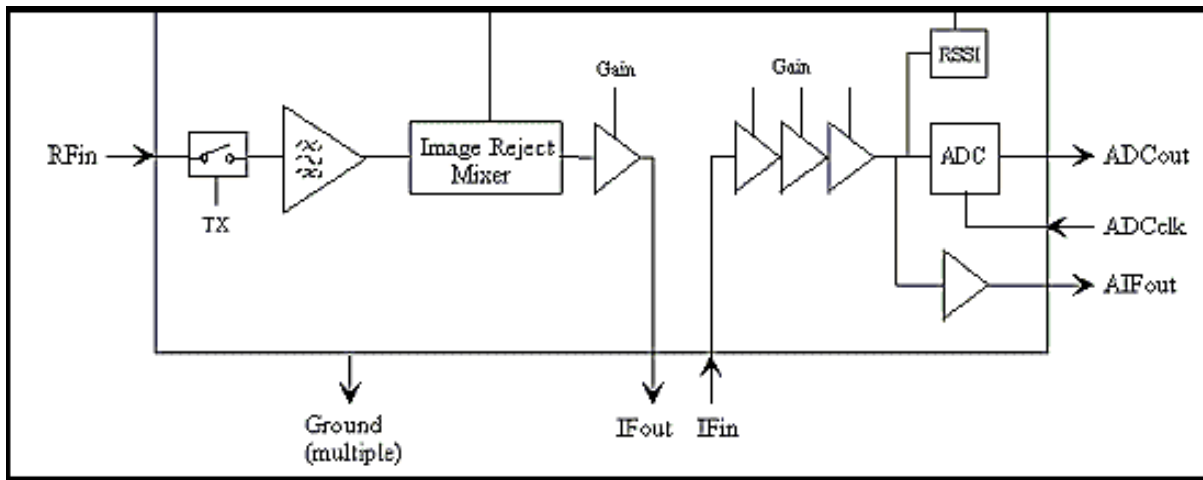 RSSI
Gain
Gain
RFin
Image Reject
Mixer
ADC
ADCout
TX
ADCclk
AIFout
Ground
(multiple)
IFout
IFin